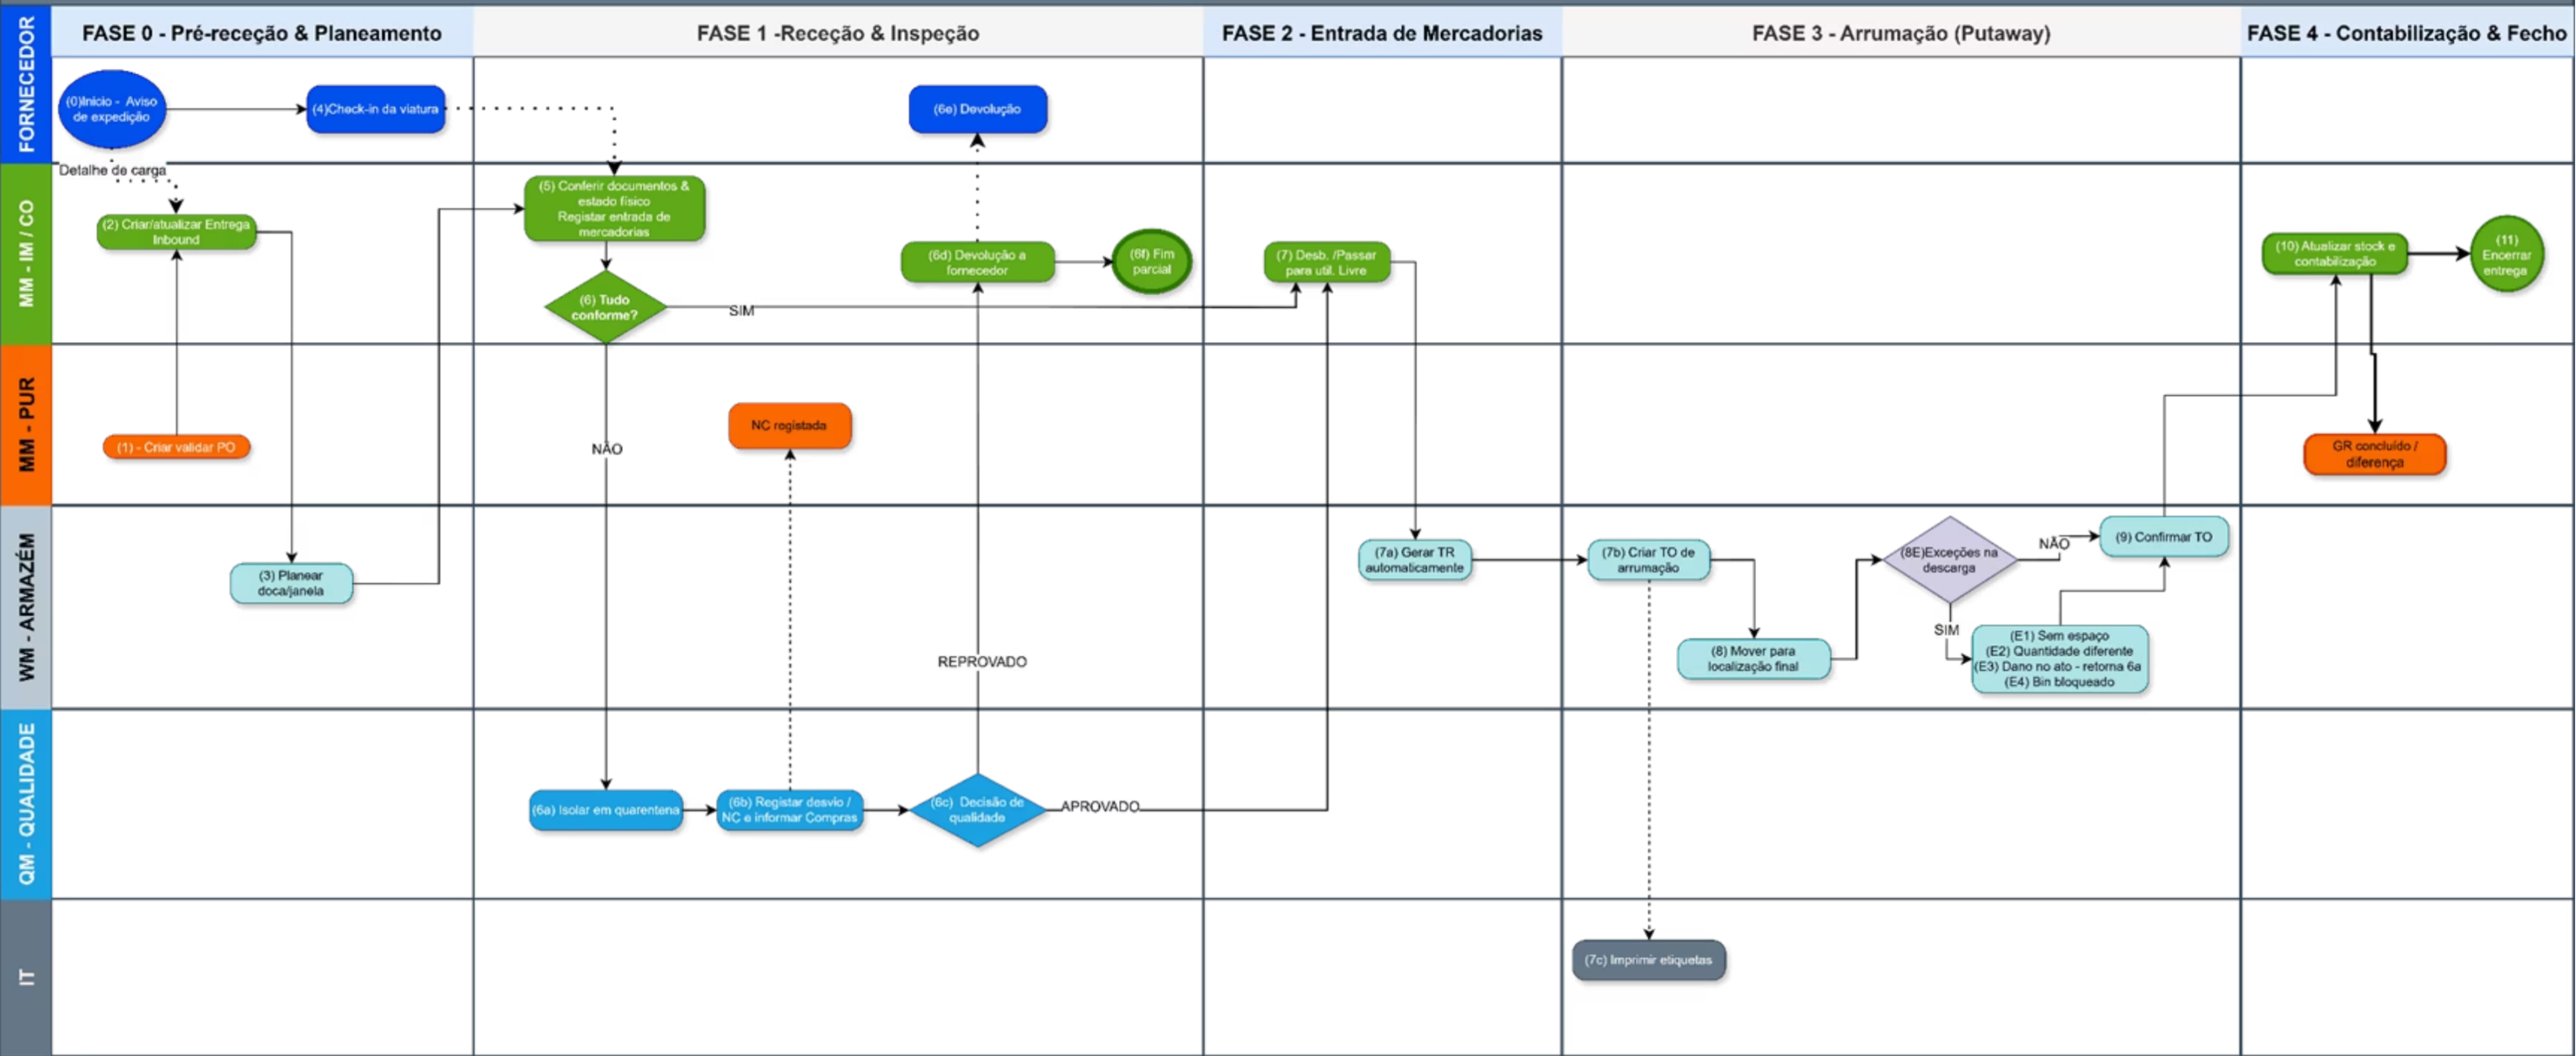 FASE 0 - Pré-receção & Planeamento
FASE 1 -Receção & Inspeção
FASE 2 - Entrada de Mercadorias
FASE 3 - Arrumação (Putaway)
FASE 4 - Contabilização & Fecho
FORNECEDOR
(0)Inicio - Aviso
de expedição
(4)Check-in da viatura
(6e) Devolução
Detalhe de carga
MM - IM / CO
(2) Criar/atualizar Entrega
Inbound
(5) Conferir documentos &
estado físico
Registar entrada de
mercadorias
(6) Tudo
conforme?
SIM
(6d) Devolução a
fornecedor
(6f) Fim
parcial
(7) Desb. /Passar
para util. Livre
(10) Atualizar stock e
contabilização
(11)
Encerrar
entrega
MM - PUR
(1) - Criar validar PO
NÃO
NC registada
GR concluído /
diferença
WM - ARMAZÉM
(3) Planear
doca/janela
REPROVADO
(7a) Gerar TR
automaticamente
(7b) Criar TO de
arrumação
(8) Mover para
localização final
(8E)Exceções na
descarga
NÃO
SIM
(9) Confirmar TO
(E1) Sem espaço
(E2) Quantidade diferente
(E3) Dano no ato - retorna 6a
(E4) Bin bloqueado
QM - QUALIDADE
(6a) Isolar em quarentena
(6b) Registar desvio /
NC e informar Compras
(6c) Decisão de
qualidade
APROVADO
IT
(7c) Imprimir etiquetas